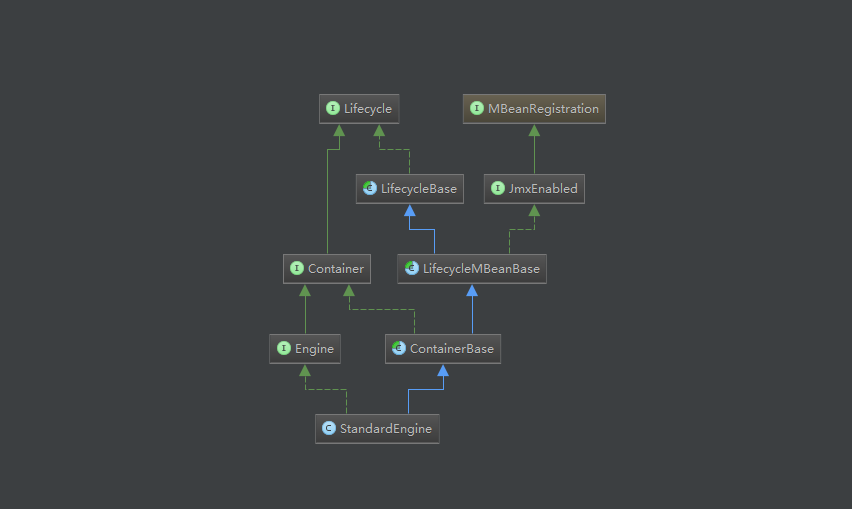 I Lifecycle
I MBeanRegistration
C LifecycleBase
I JmxEnabled
I Container
C LifecycleMBeanBase
I Engine
C ContainerBase
C StandardEngine